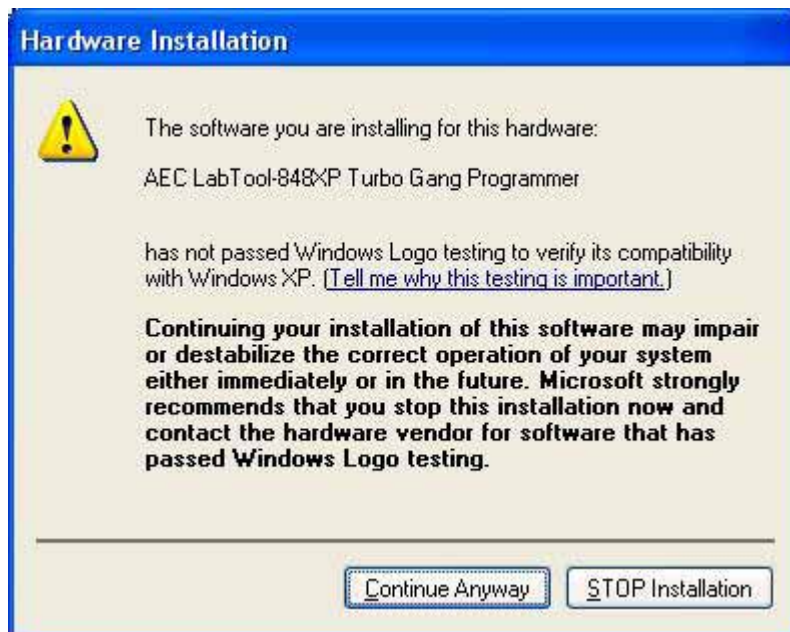 Hardware Installation
The software you are installing for this hardware:
AEC LabTool-848XP Turbo Gang Programmer
has not passed Windows Logo testing to verify its compatibility
with Windows XP. (Tell me why this testing is important.)
Continuing your installation of this software may impair
or destabilize the correct operation of your system
either immediately or in the future. Microsoft strongly
recommends that you stop this installation now and
contact the hardware vendor for software that has
passed Windows Logo testing.
Continue Anyway
STOP Installation